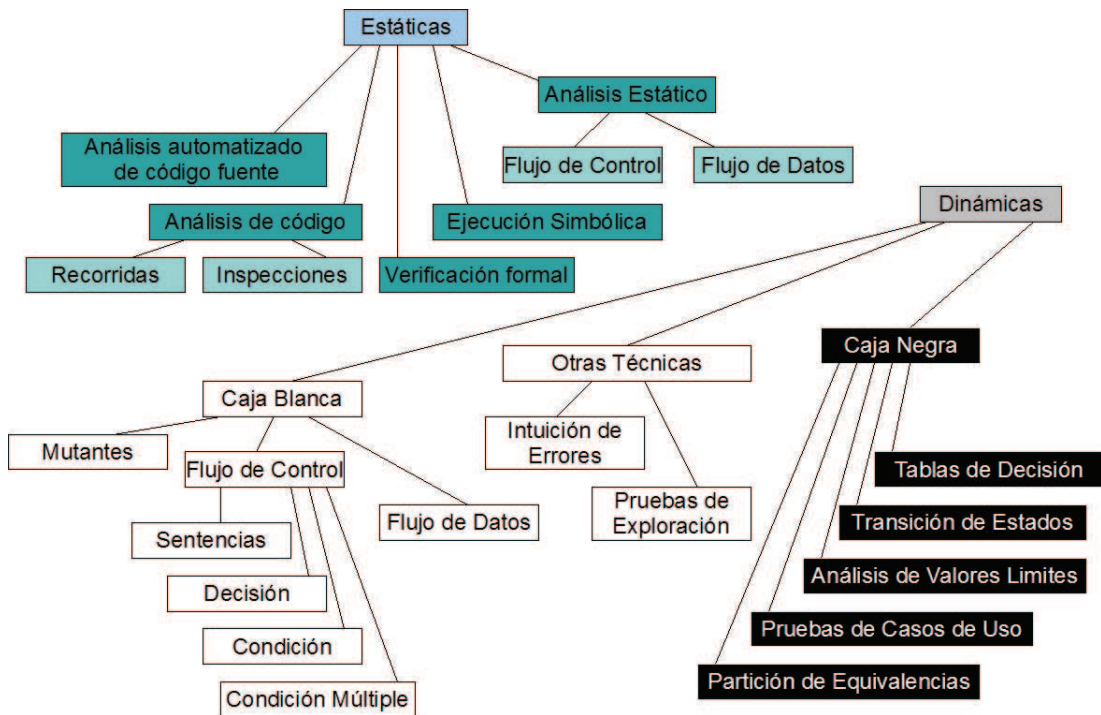 Estáticas
Análisis Estático
Flujo de Control
Flujo de Datos
Análisis automatizado
de código fuente
Análisis de código
Ejecución Simbólica
Recorridas
Inspecciones
Verificación formal
Dinámicas
Caja Blanca
Otras Técnicas
Caja Negra
Mutantes
Flujo de Control
Flujo de Datos
Sentencias
Decisión
Condición
Condición Múltiple
Intuición de
Errores
Pruebas de
Exploración
Tablas de Decisión
Transición de Estados
Análisis de Valores Limites
Pruebas de Casos de Uso
Partición de Equivalencias